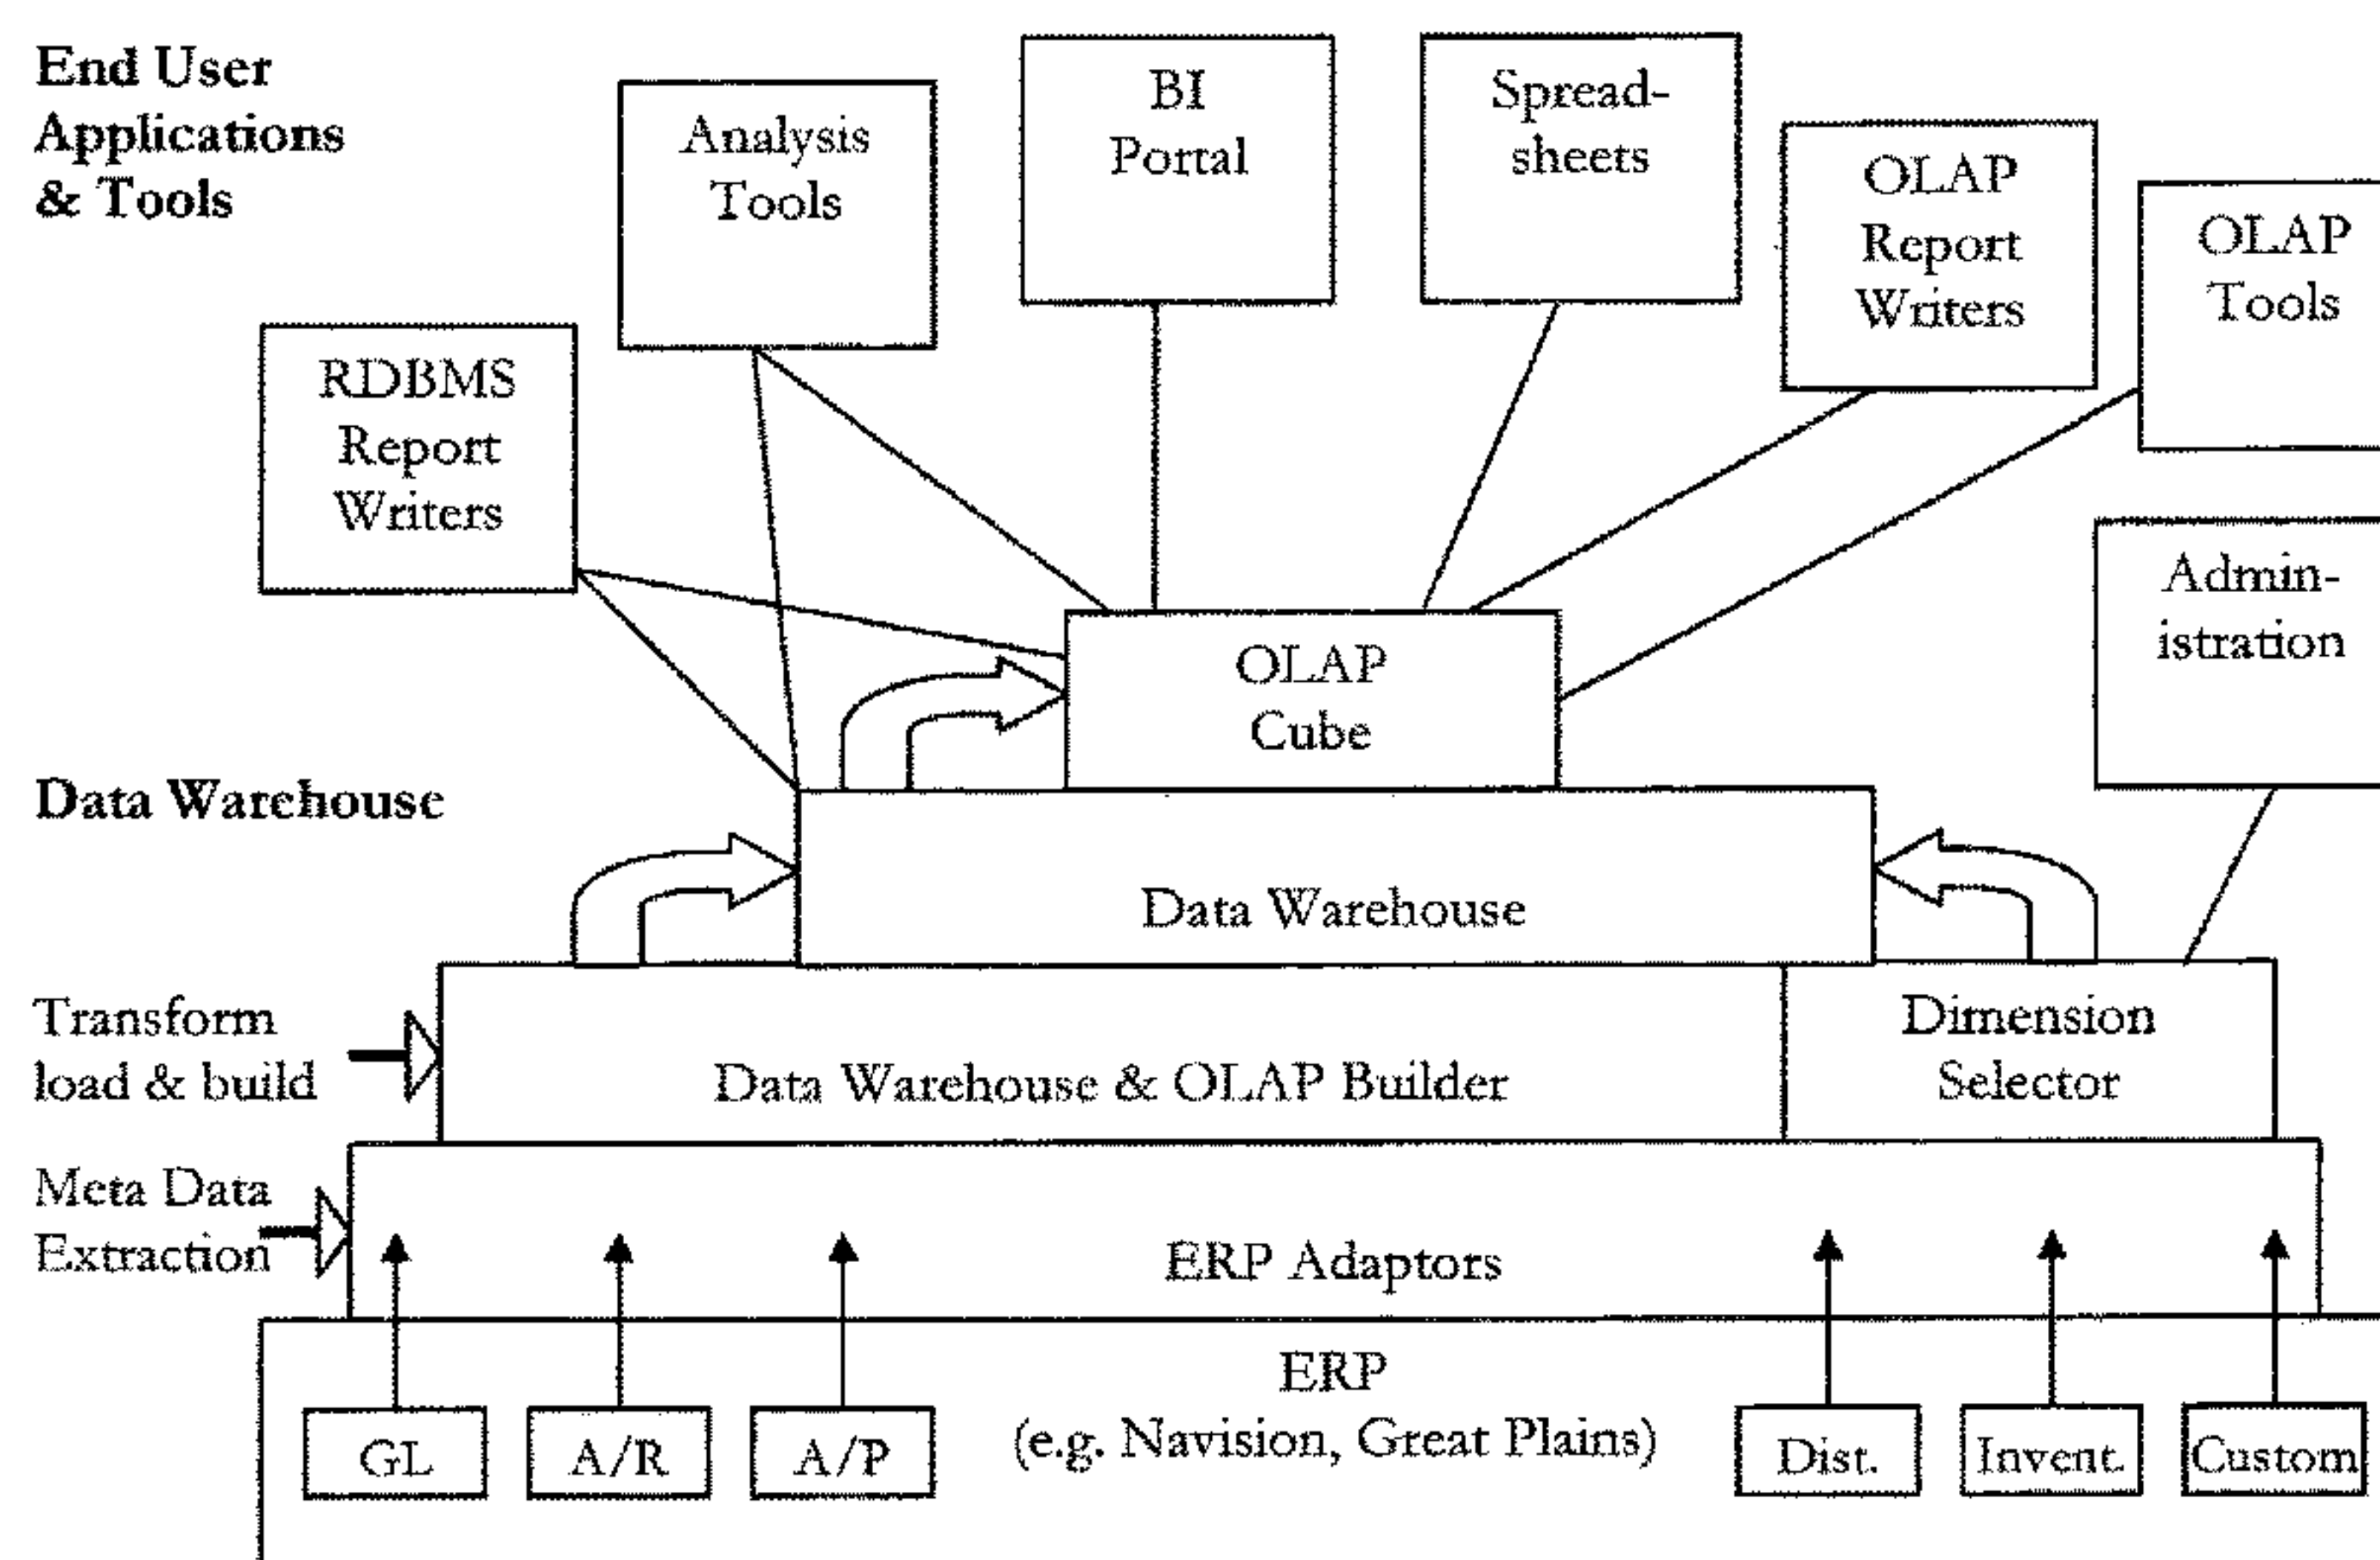 End User
Applications
& Tools
Analysis
Tools
BI
Portal
Spread-
sheets
OLAP
Report
Writers
OLAP
Tools
RDBMS
Report
Writers
Admin-
istration
OLAP
Cube
Data Warehouse
Data Warehouse
Transform
load & build
Data Warehouse & OLAP Builder
Dimension
Selector
Meta Data
Extraction
ERP Adaptors
ERP
(e.g. Navision, Great Plains)
GL
A/R
A/P
Dist.
Invent.
Custom